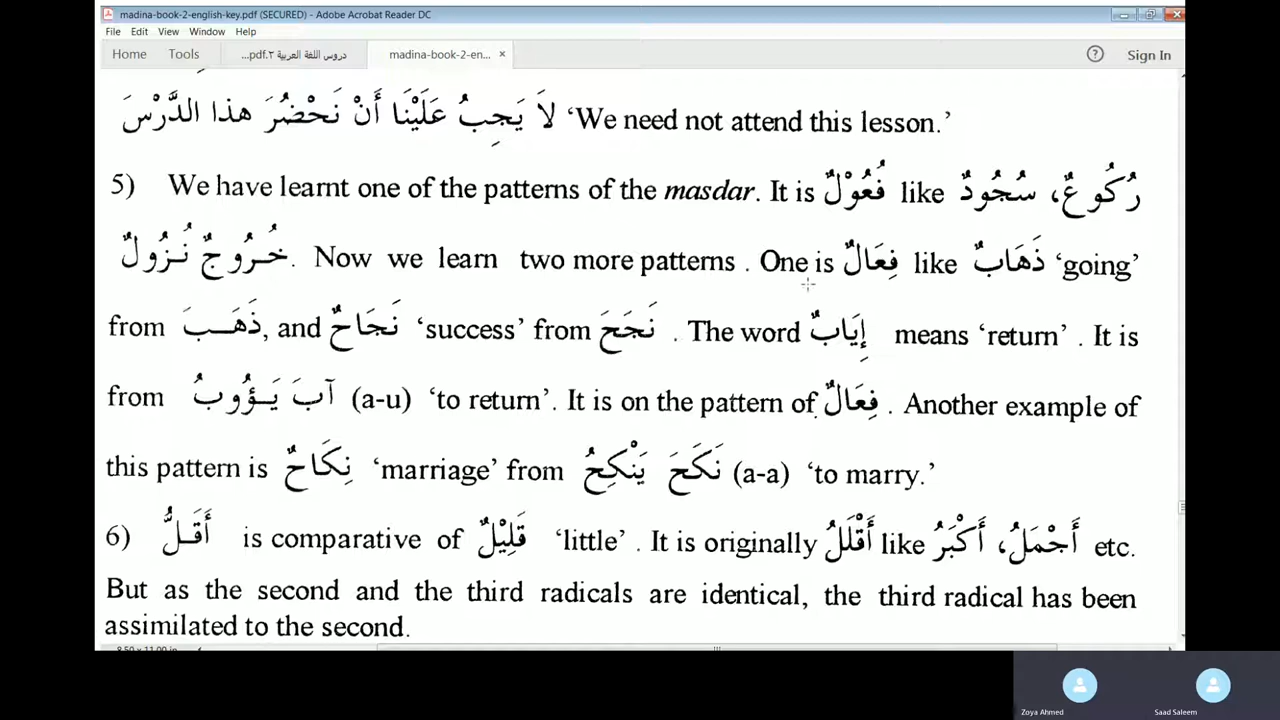 madina-book-2-english-key.pdf (SECURED) - Adobe Acrobat Reader DC
File Edit View Window Help
Home Tools دروس اللغة العربية ٢.pdf... madina-book-2-en... × ? Sign In
لاَ يَجِبُ عَلَيْنَا أَنْ نَحْضُرَ هذا الدَّرْسَ ‘We need not attend this lesson.’
5) We have learnt one of the patterns of the masdar. It is فُعُوْلٌ like رُكُوعٌ، سُجُودٌ
خُرُوجٌ نُزُولٌ. Now we learn two more patterns . One is فِعَالٌ like ذَهَابٌ ‘going’
from ذَهَبَ, and نَجَاحٌ ‘success’ from نَجَحَ . The word إِيَابٌ means ‘return’ . It is
from آبَ يَؤُوبُ (a-u) ‘to return’. It is on the pattern of فِعَالٌ . Another example of
this pattern is نِكَاحٌ ‘marriage’ from نَكَحَ يَنْكِحُ (a-a) ‘to marry.’
6) أَقَلُّ is comparative of قَلِيْلٌ ‘little’ . It is originally أَقْلَلُ like أَجْمَلُ، أَكْبَرُ etc.
But as the second and the third radicals are identical, the third radical has been
assimilated to the second.
8.50 x 11.00 in
Zoya Ahmed Saad Saleem